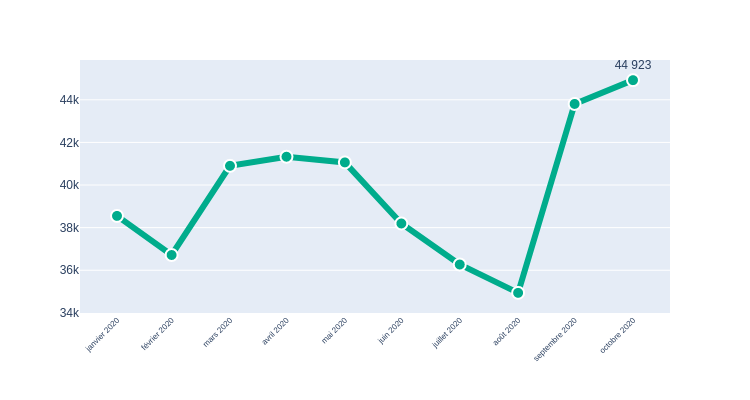 44 923
44k
42k
40k
38k
36k
34k
janvier 2020
février 2020
mars 2020
avril 2020
mai 2020
juin 2020
juillet 2020
août 2020
septembre 2020
octobre 2020